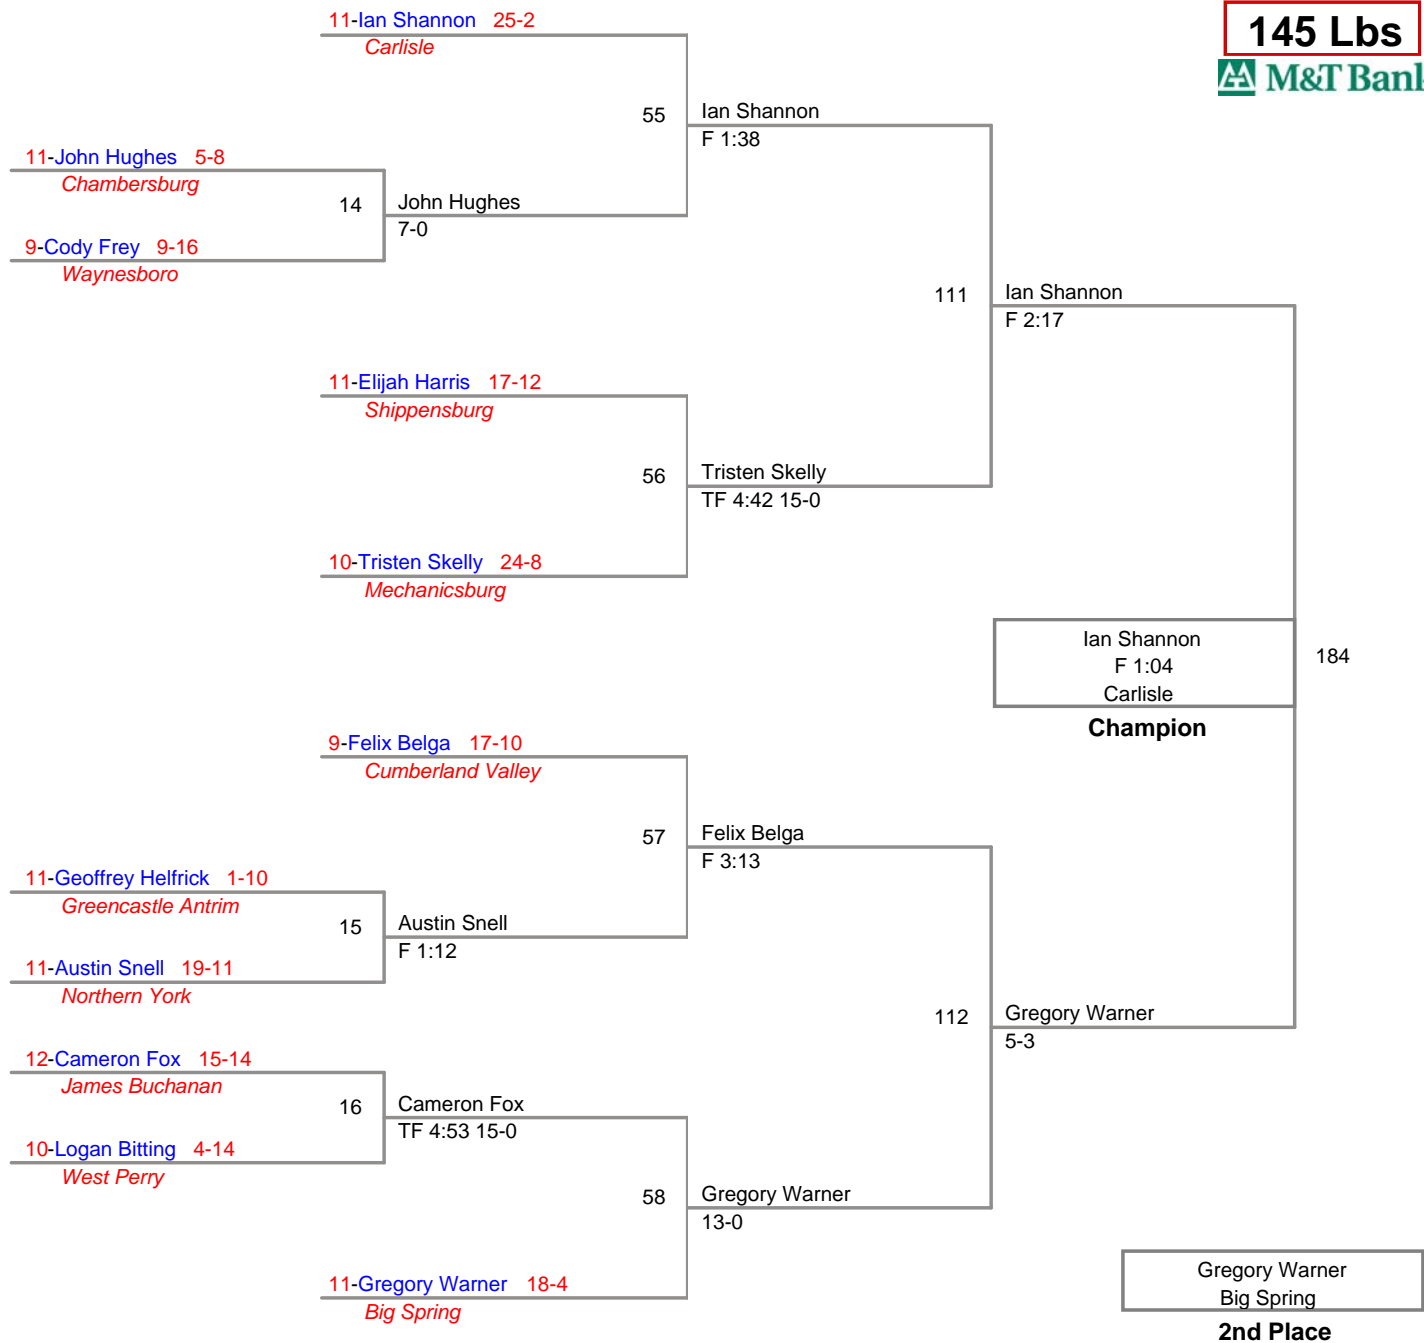 11-Ian Shannon 25-2
Carlisle
145 Lbs
M&T Bank
55
Ian Shannon
F 1:38
11-John Hughes 5-8
Chambersburg
14
John Hughes
7-0
9-Cody Frey 9-16
Waynesboro
111
Ian Shannon
F 2:17
11-Elijah Harris 17-12
Shippensburg
56
Tristen Skelly
TF 4:42 15-0
10-Tristen Skelly 24-8
Mechanicsburg
Ian Shannon
F 1:04
Carlisle
184
Champion
9-Felix Belga 17-10
Cumberland Valley
57
Felix Belga
F 3:13
11-Geoffrey Helfrick 1-10
Greencastle Antrim
15
Austin Snell
F 1:12
11-Austin Snell 19-11
Northern York
112
Gregory Warner
5-3
12-Cameron Fox 15-14
James Buchanan
16
Cameron Fox
TF 4:53 15-0
10-Logan Bitting 4-14
West Perry
58
Gregory Warner
13-0
11-Gregory Warner 18-4
Big Spring
Gregory Warner
Big Spring
2nd Place